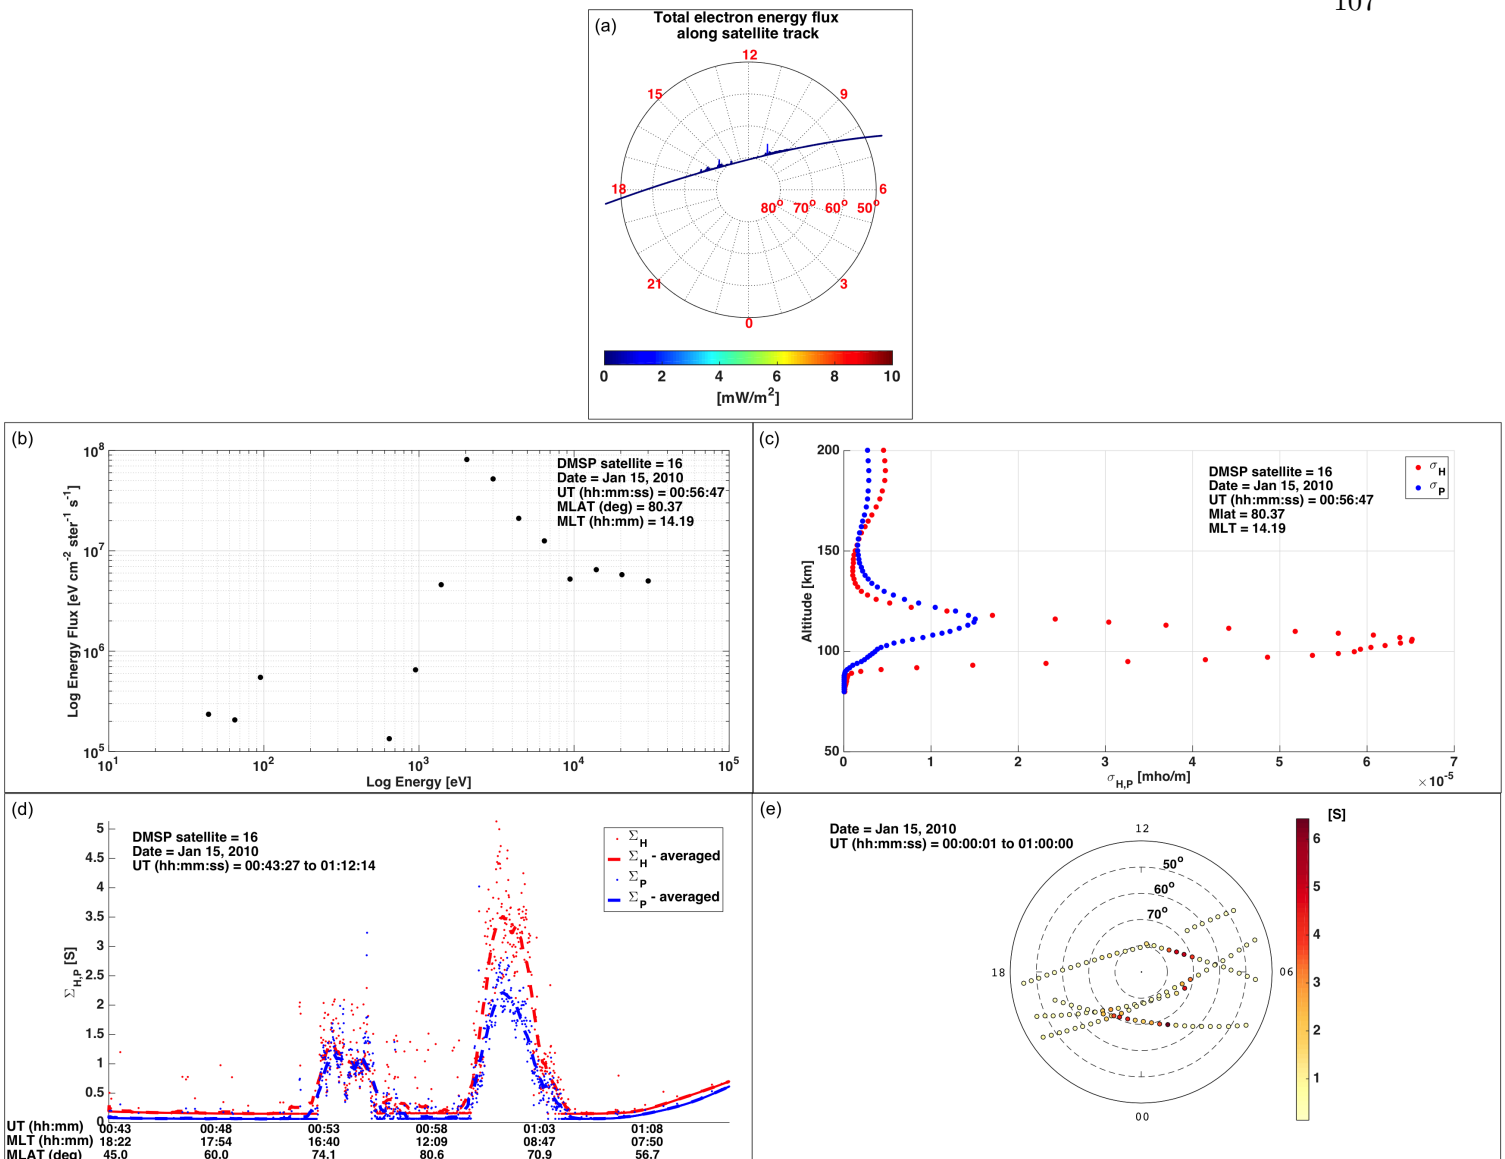 107
(a)
Total electron energy flux
along satellite track
12
15
9
18
6
80° 70° 60° 50°
21
3
0
0 2 4 6 8 10
[mW/m²]
(b)
Log Energy Flux [eV cm⁻² ster⁻¹ s⁻¹]
10⁸
10⁷
10⁶
10⁵
DMSP satellite = 16
Date = Jan 15, 2010
UT (hh:mm:ss) = 00:56:47
MLAT (deg) = 80.37
MLT (hh:mm) = 14.19
10¹ 10² 10³ 10⁴ 10⁵
Log Energy [eV]
(c)
Altitude [km]
200
150
100
50
DMSP satellite = 16
Date = Jan 15, 2010
UT (hh:mm:ss) = 00:56:47
Mlat = 80.37
MLT = 14.19
σ_H
σ_P
0 1 2 3 4 5 6 7
σ_H,P [mho/m]
×10⁻⁵
(d)
Σ_H,P [S]
5
4.5
4
3.5
3
2.5
2
1.5
1
0.5
0
DMSP satellite = 16
Date = Jan 15, 2010
UT (hh:mm:ss) = 00:43:27 to 01:12:14
Σ_H
Σ_H - averaged
Σ_P
Σ_P - averaged
UT (hh:mm) 00:43 00:48 00:53 00:58 01:03 01:08
MLT (hh:mm) 18:22 17:54 16:40 12:09 08:47 07:50
MLAT (deg) 45.0 60.0 74.1 80.6 70.9 56.7
(e)
Date = Jan 15, 2010
UT (hh:mm:ss) = 00:00:01 to 01:00:00
12
50°
60°
70°
18
06
00
[S]
6
5
4
3
2
1